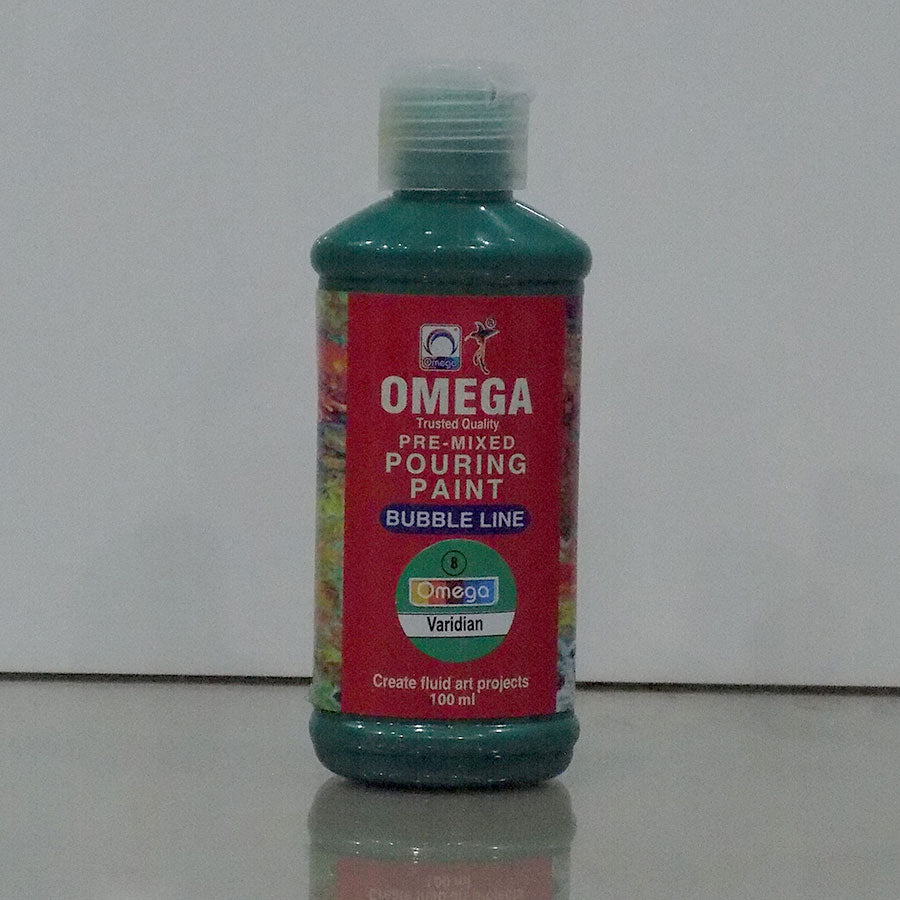 Omega
®
OMEGA
Trusted Quality
PRE-MIXED
POURING
PAINT
BUBBLE LINE
8
Omega
Varidian
Create fluid art projects
100 ml